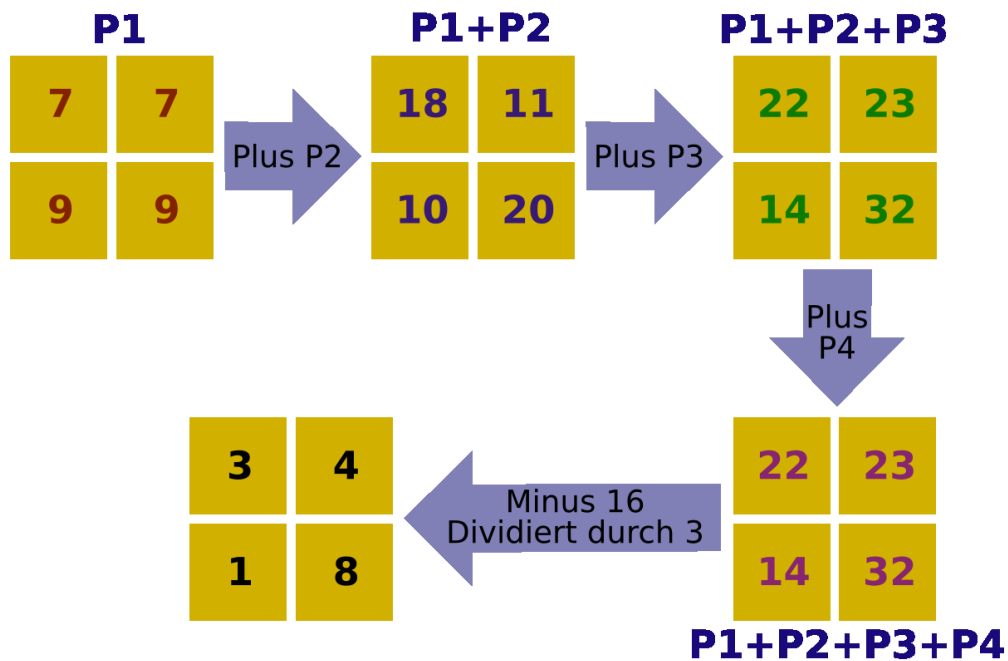 P1 P1+P2 P1+P2+P3
7 7 18 11 22 23
Plus P2 Plus P3
9 9 10 20 14 32
Plus
P4
3 4 22 23
Minus 16
Dividiert durch 3
1 8 14 32
P1+P2+P3+P4